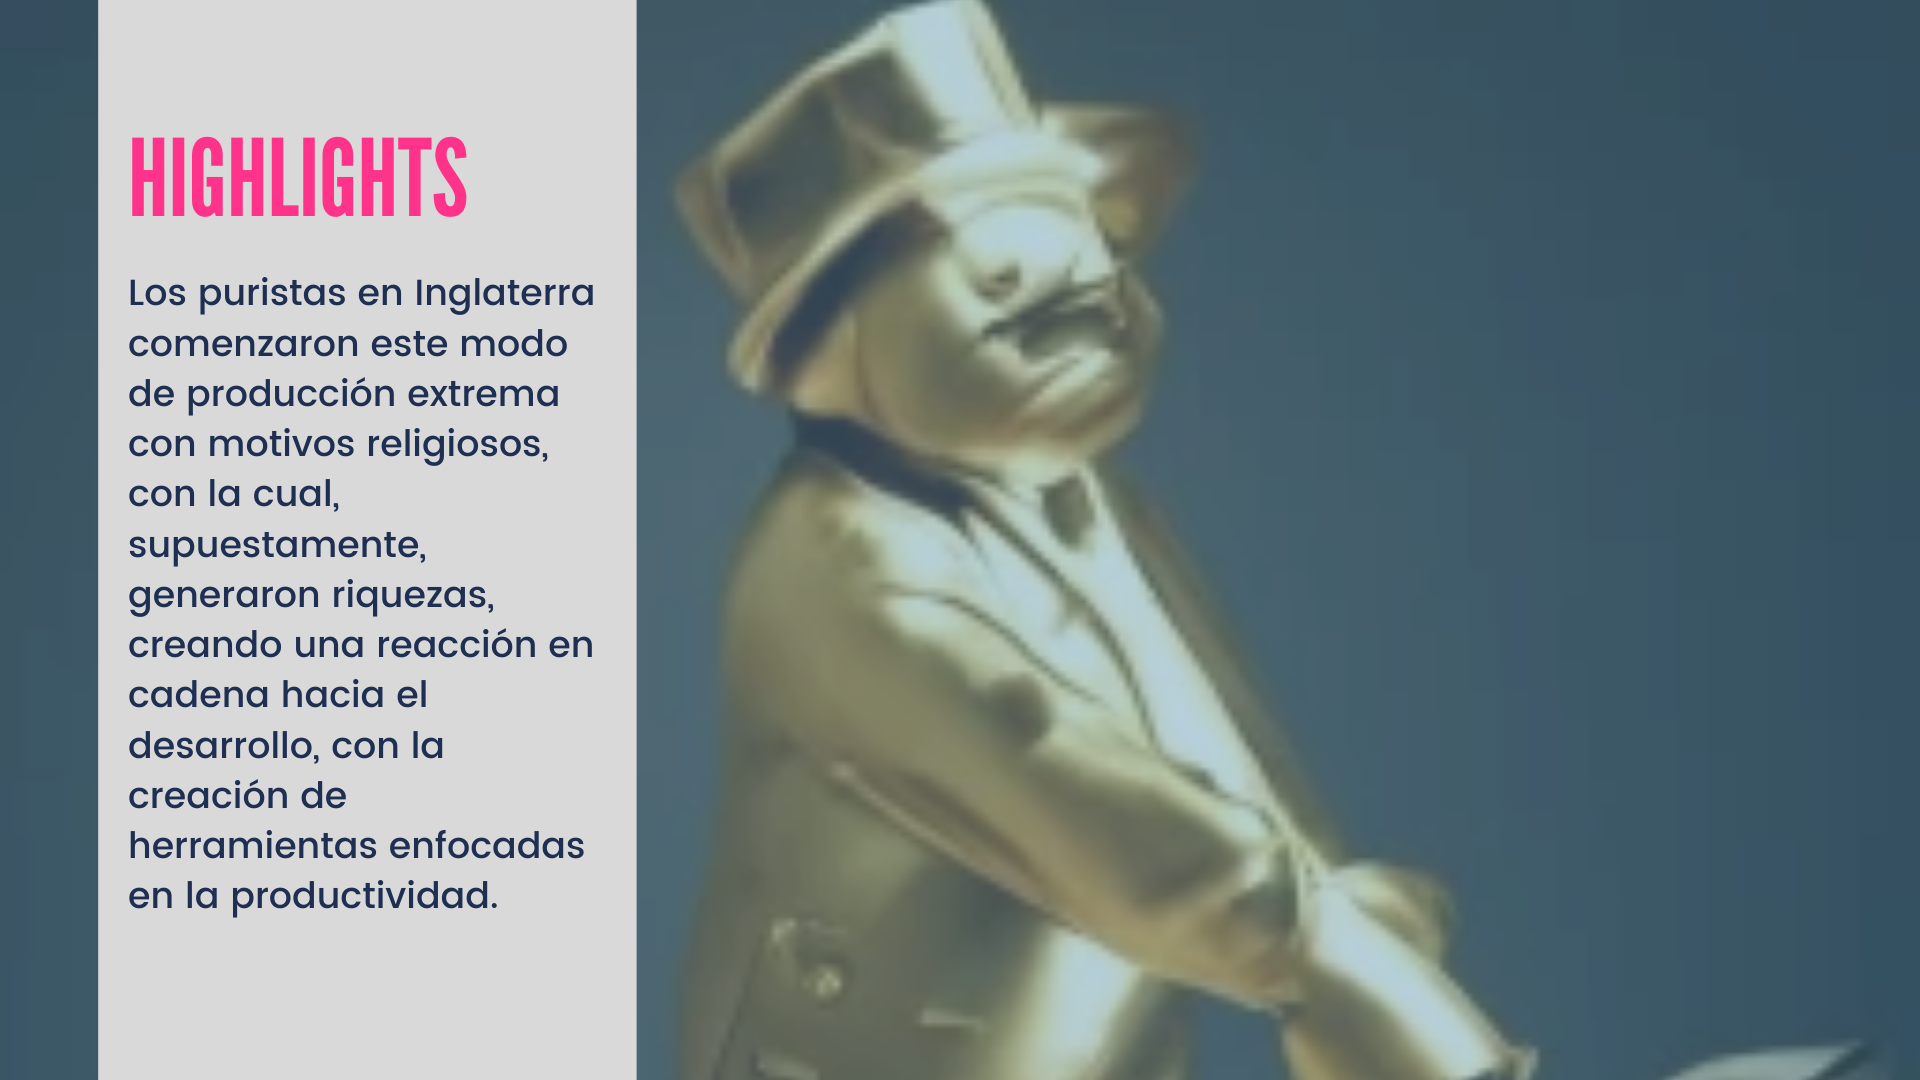 HIGHLIGHTS
Los puristas en Inglaterra
comenzaron este modo
de producción extrema
con motivos religiosos,
con la cual,
supuestamente,
generaron riquezas,
creando una reacción en
cadena hacia el
desarrollo, con la
creación de
herramientas enfocadas
en la productividad.